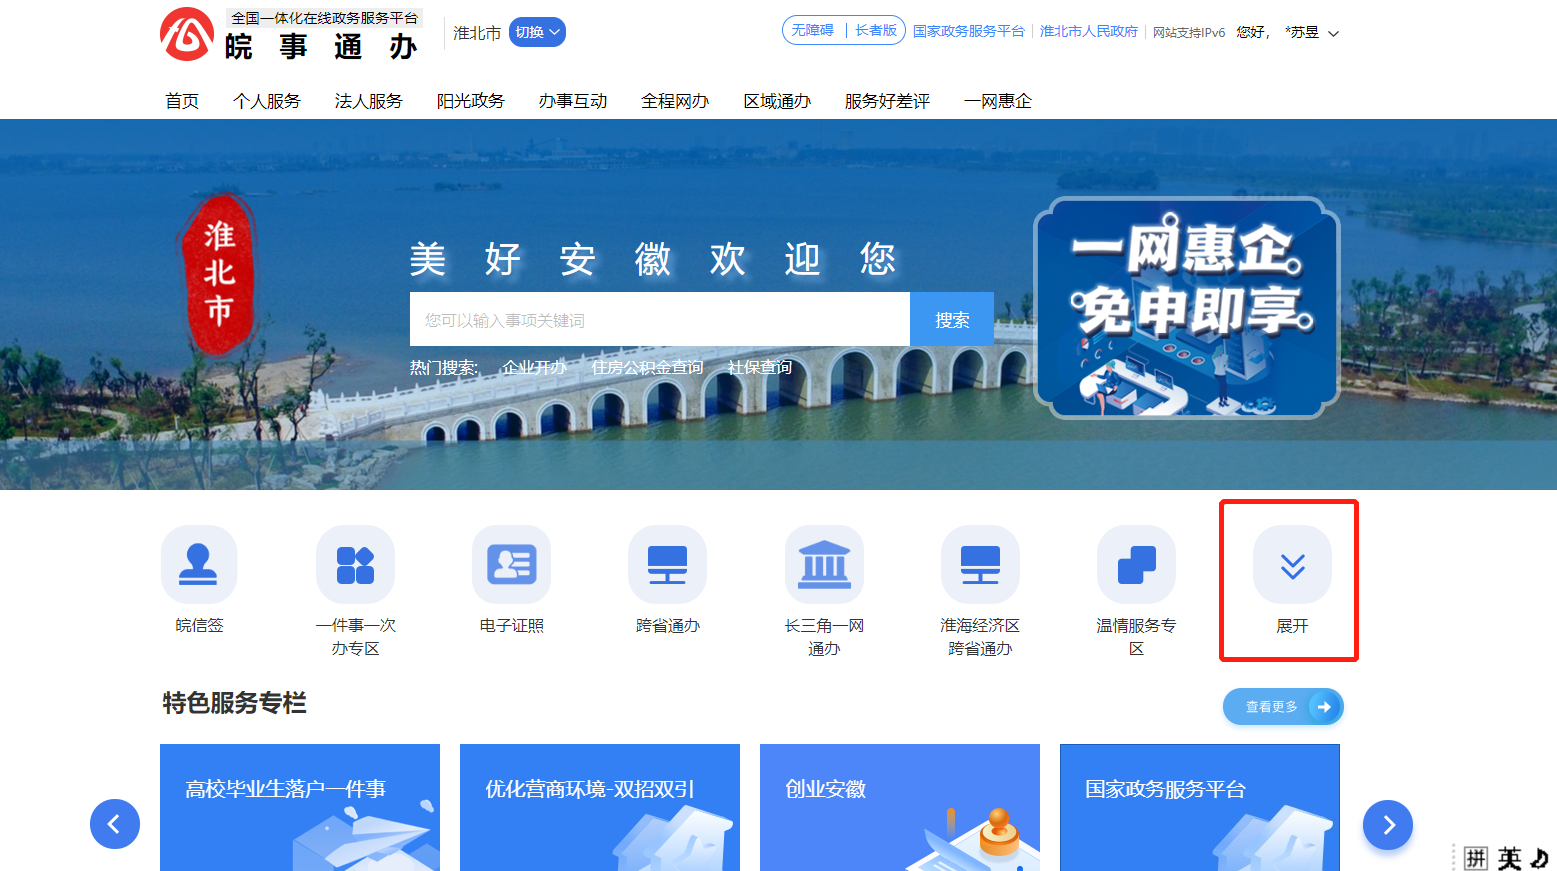 全国一体化在线政务服务平台
皖事通办
淮北市 切换
无障碍 | 长者版 国家政务服务平台 | 淮北市人民政府 | 网站支持IPv6 您好， *苏昱
首页 个人服务 法人服务 阳光政务 办事互动 全程网办 区域通办 服务好差评 一网惠企
淮北市
美好安徽欢迎您
您可以输入事项关键词 搜索
热门搜索: 企业开办 住房公积金查询 社保查询
一网惠企
免申即享
皖信签
一件事一次
办专区
电子证照
跨省通办
长三角一网
通办
淮海经济区
跨省通办
温情服务专
区
展开
特色服务专栏
查看更多
高校毕业生落户一件事
优化营商环境-双招双引
创业安徽
国家政务服务平台
拼 英